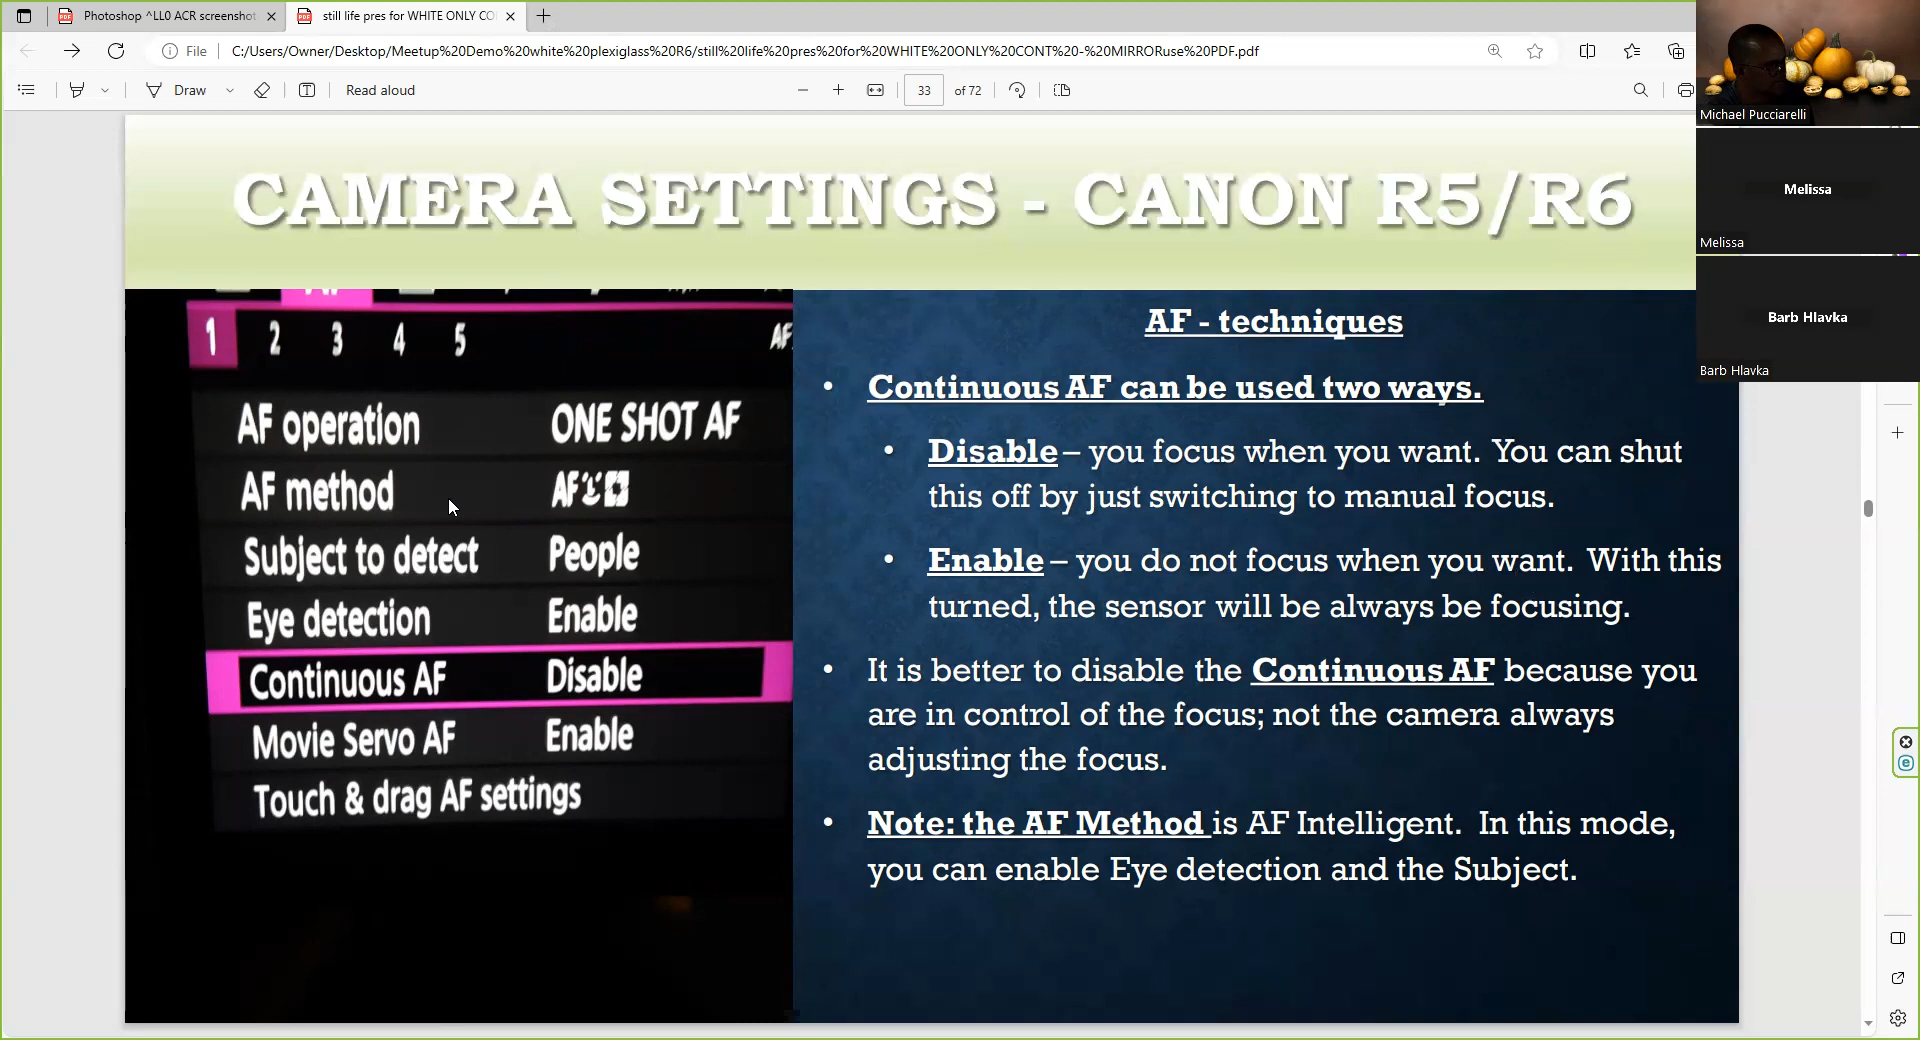 Photoshop ^LL0 ACR screenshot
still life pres for WHITE ONLY CO
File
C:/Users/Owner/Desktop/Meetup%20Demo%20white%20plexiglass%20R6/still%20life%20pres%20for%20WHITE%20ONLY%20CONT%20-%20MIRRORuse%20PDF.pdf
Draw
Read aloud
33 of 72
CAMERA SETTINGS - CANON R5/R6
1 2 3 4 5 AF
AF operation ONE SHOT AF
AF method AF
Subject to detect People
Eye detection Enable
Continuous AF Disable
Movie Servo AF Enable
Touch & drag AF settings
AF - techniques
• Continuous AF can be used two ways.
• Disable – you focus when you want. You can shut
this off by just switching to manual focus.
• Enable – you do not focus when you want. With this
turned, the sensor will be always be focusing.
• It is better to disable the Continuous AF because you
are in control of the focus; not the camera always
adjusting the focus.
• Note: the AF Method is AF Intelligent. In this mode,
you can enable Eye detection and the Subject.
Michael Pucciarelli
Melissa
Melissa
Barb Hlavka
Barb Hlavka